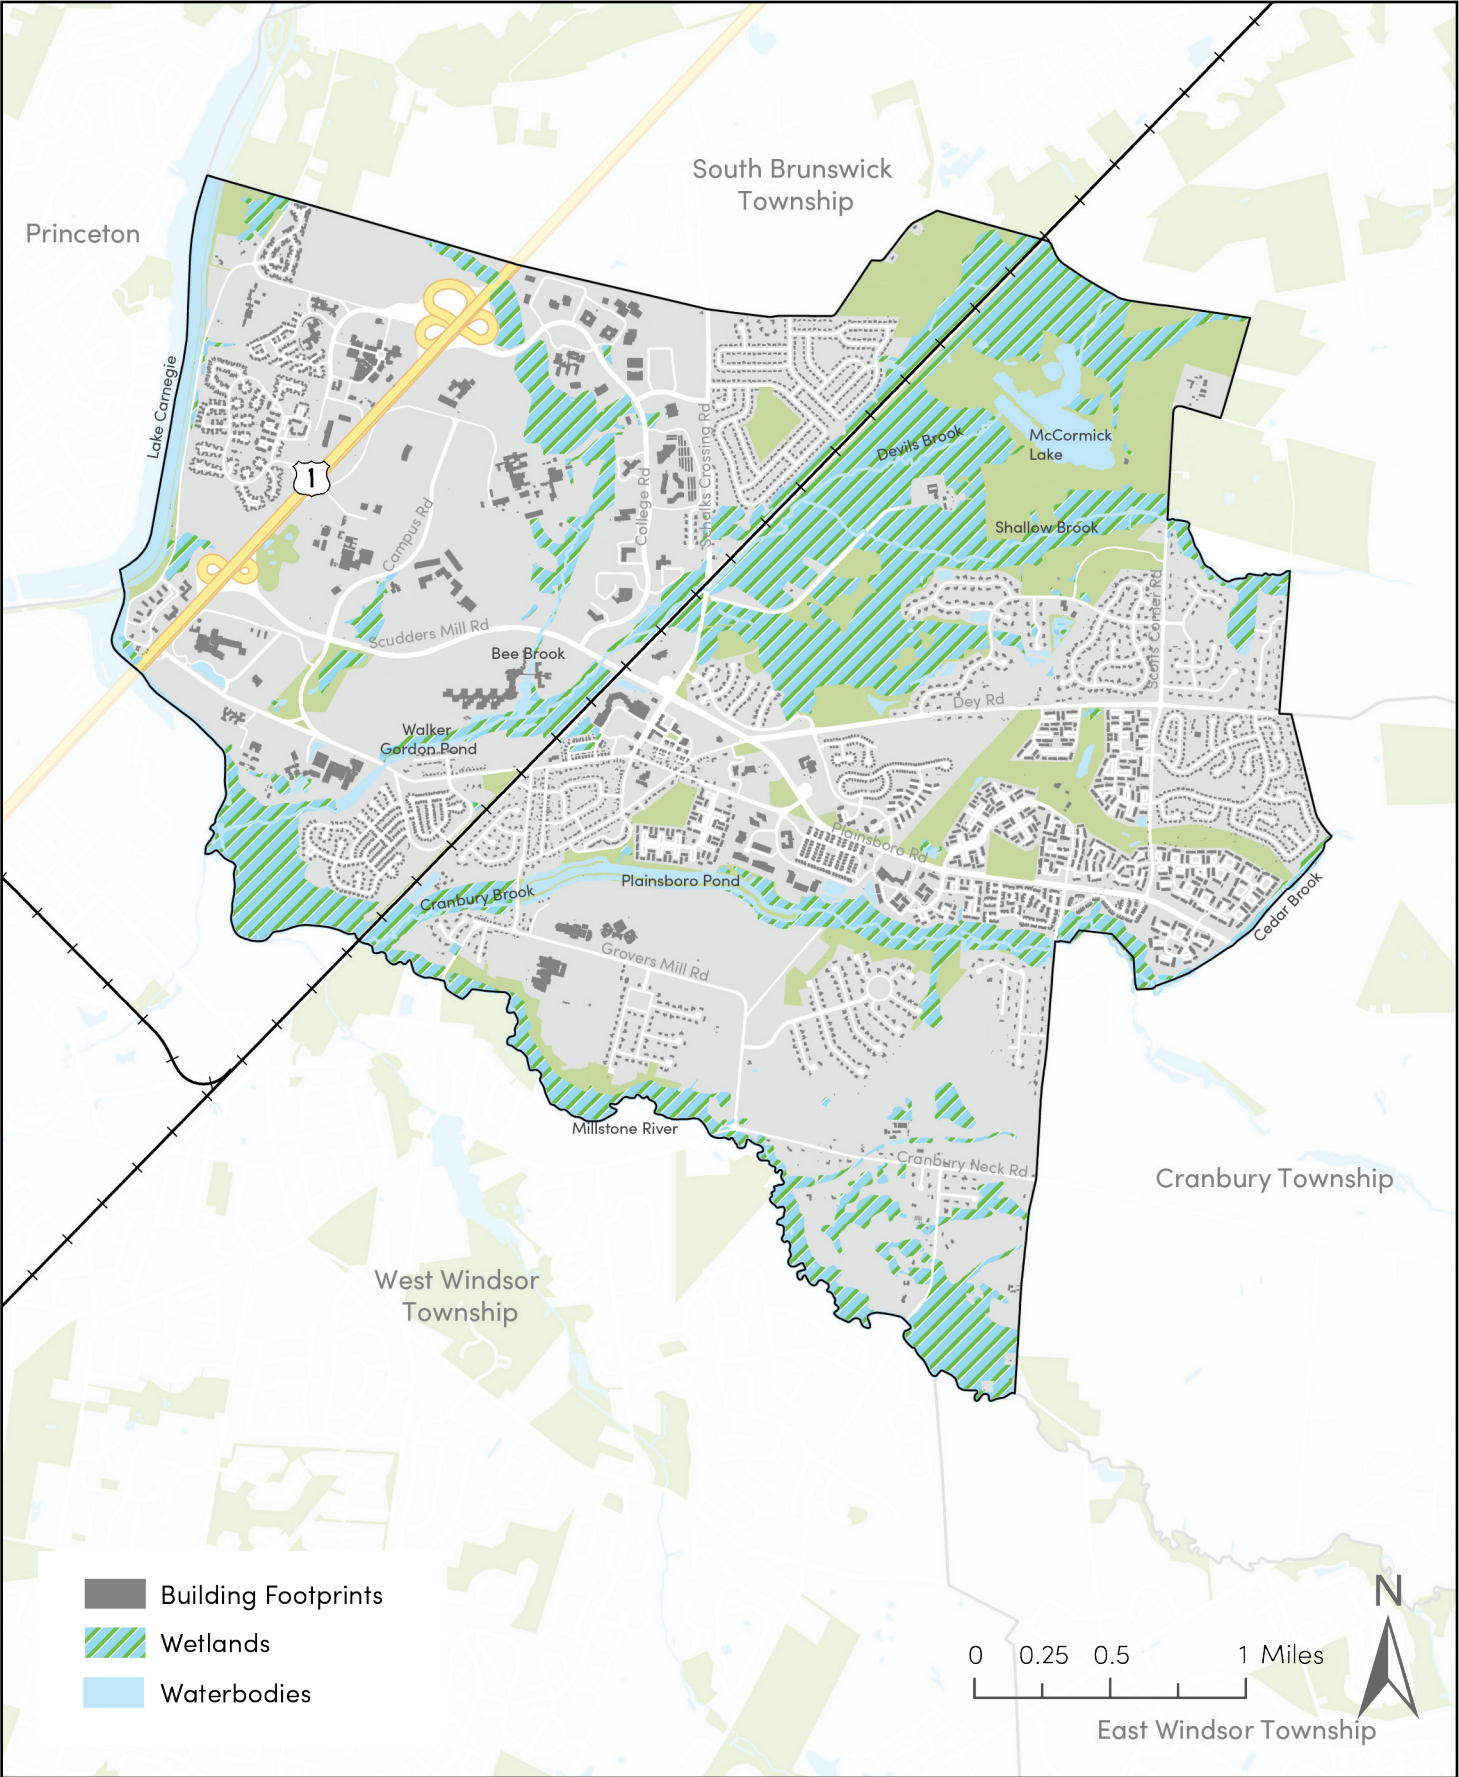 South Brunswick
Township
Princeton
Lake Carnegie
1
McCormick
Lake
Devils Brook
Schalks Crossing Rd
College Rd
Campus Rd
Shallow Brook
Scotts Corner Rd
Scudders Mill Rd
Bee Brook
Dey Rd
Walker
Gordon Pond
Plainsboro Rd
Plainsboro Pond
Cranbury Brook
Cedar Brook
Grovers Mill Rd
Millstone River
Cranbury Neck Rd
Cranbury Township
West Windsor
Township
Building Footprints
Wetlands
Waterbodies
N
0 0.25 0.5 1 Miles
East Windsor Township